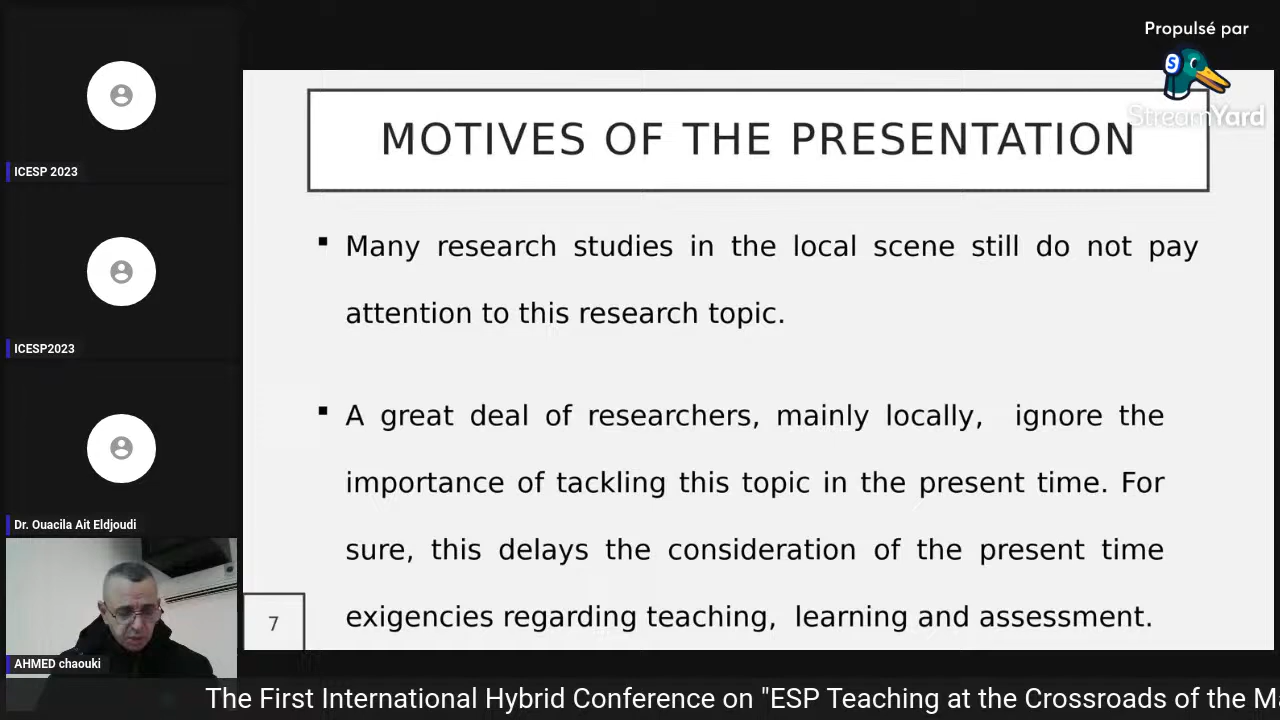 Propulsé par
StreamYard
ICESP 2023
ICESP2023
Dr. Ouacila Ait Eldjoudi
AHMED chaouki
MOTIVES OF THE PRESENTATION
Many research studies in the local scene still do not pay
attention to this research topic.
A great deal of researchers, mainly locally, ignore the
importance of tackling this topic in the present time. For
sure, this delays the consideration of the present time
exigencies regarding teaching, learning and assessment.
7
The First International Hybrid Conference on "ESP Teaching at the Crossroads of the